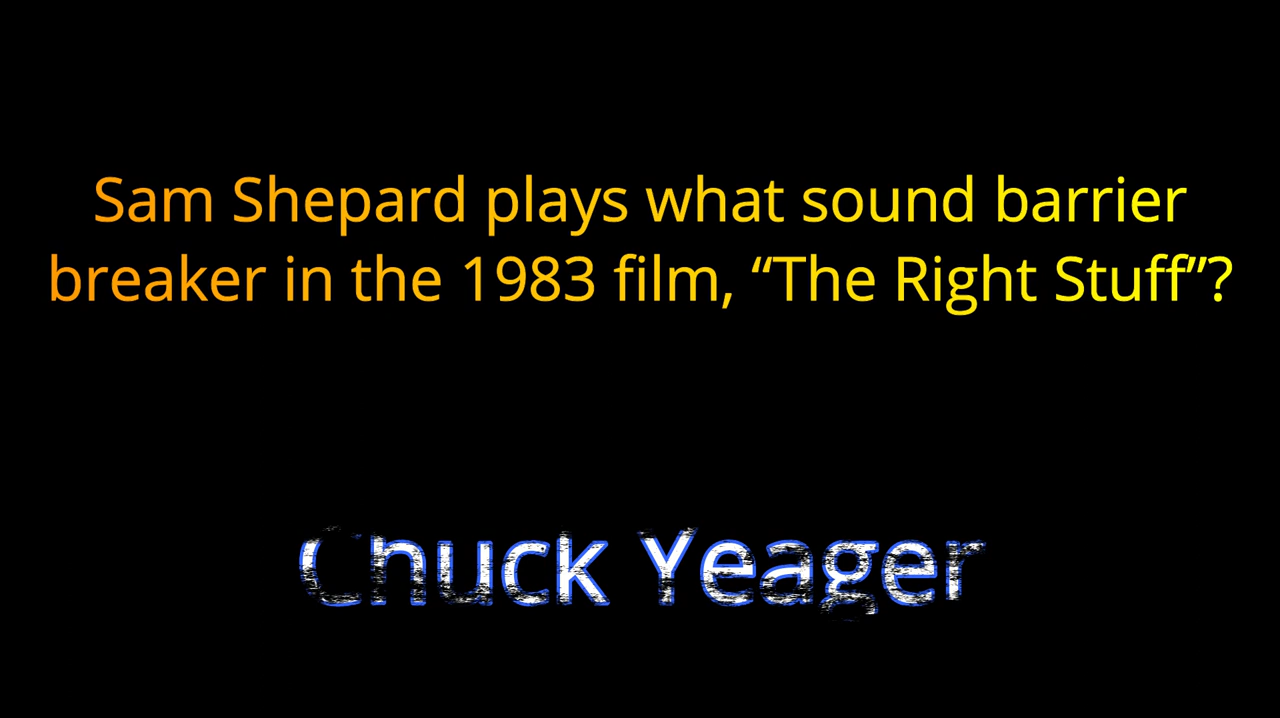 Sam Shepard plays what sound barrier
breaker in the 1983 film, “The Right Stuff”?
Chuck Yeager